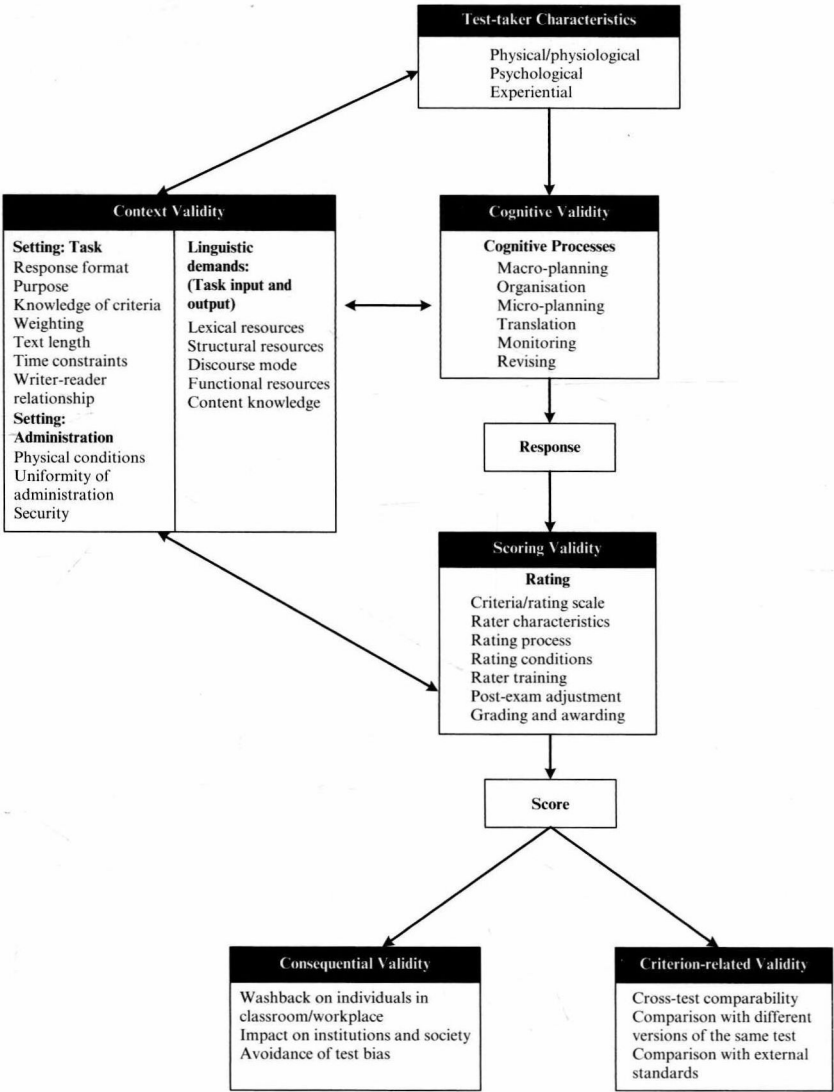 Test-taker Characteristics
Physical/physiological
Psychological
Experiential
Context Validity
Setting: Task
Response format
Purpose
Knowledge of criteria
Weighting
Text length
Time constraints
Writer-reader
relationship
Setting:
Administration
Physical conditions
Uniformity of
administration
Security
Linguistic
demands:
(Task input and
output)
Lexical resources
Structural resources
Discourse mode
Functional resources
Content knowledge
Cognitive Validity
Cognitive Processes
Macro-planning
Organisation
Micro-planning
Translation
Monitoring
Revising
Response
Scoring Validity
Rating
Criteria/rating scale
Rater characteristics
Rating process
Rating conditions
Rater training
Post-exam adjustment
Grading and awarding
Score
Consequential Validity
Washback on individuals in
classroom/workplace
Impact on institutions and society
Avoidance of test bias
Criterion-related Validity
Cross-test comparability
Comparison with different
versions of the same test
Comparison with external
standards